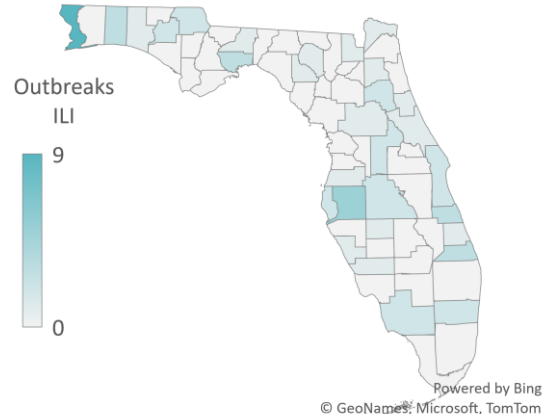 Outbreaks
ILI
9
0
Powered by Bing
© GeoNames, Microsoft, TomTom